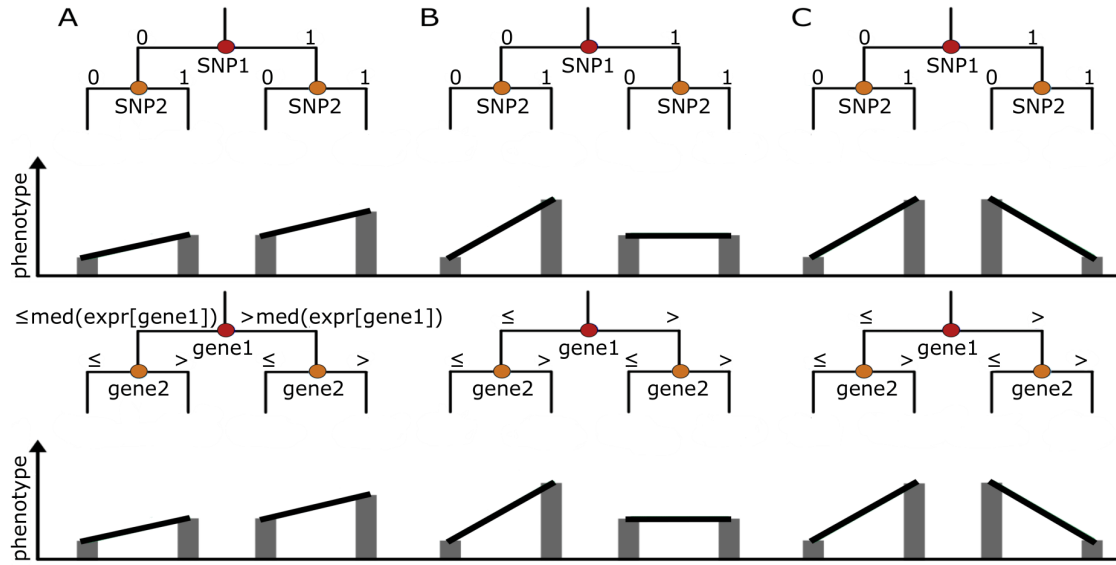 A B C
0 1 0 1 0 1
SNP1 SNP1 SNP1
0 1 0 1 0 1 0 1 0 1 0 1
SNP2 SNP2 SNP2 SNP2 SNP2 SNP2
phenotype
≤med(expr[gene1]) >med(expr[gene1]) ≤ > ≤ >
gene1 gene1 gene1
≤ > ≤ > ≤ > ≤ > ≤ > ≤ >
gene2 gene2 gene2 gene2 gene2 gene2
phenotype